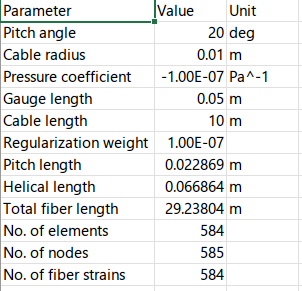 Parameter Value Unit
Pitch angle 20 deg
Cable radius 0.01 m
Pressure coefficient -1.00E-07 Pa^-1
Gauge length 0.05 m
Cable length 10 m
Regularization weight 1.00E-07
Pitch length 0.022869 m
Helical length 0.066864 m
Total fiber length 29.23804 m
No. of elements 584
No. of nodes 585
No. of fiber strains 584